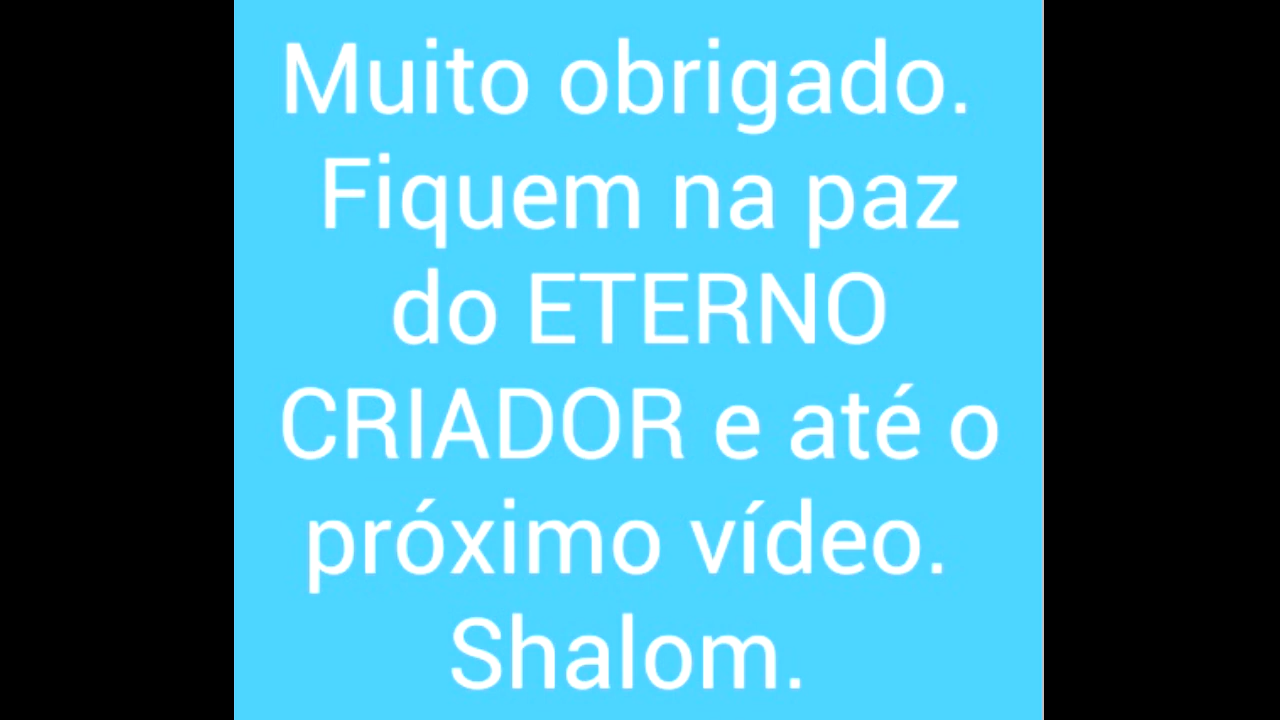 Muito obrigado.
Fiquem na paz
do ETERNO
CRIADOR e até o
próximo vídeo.
Shalom.